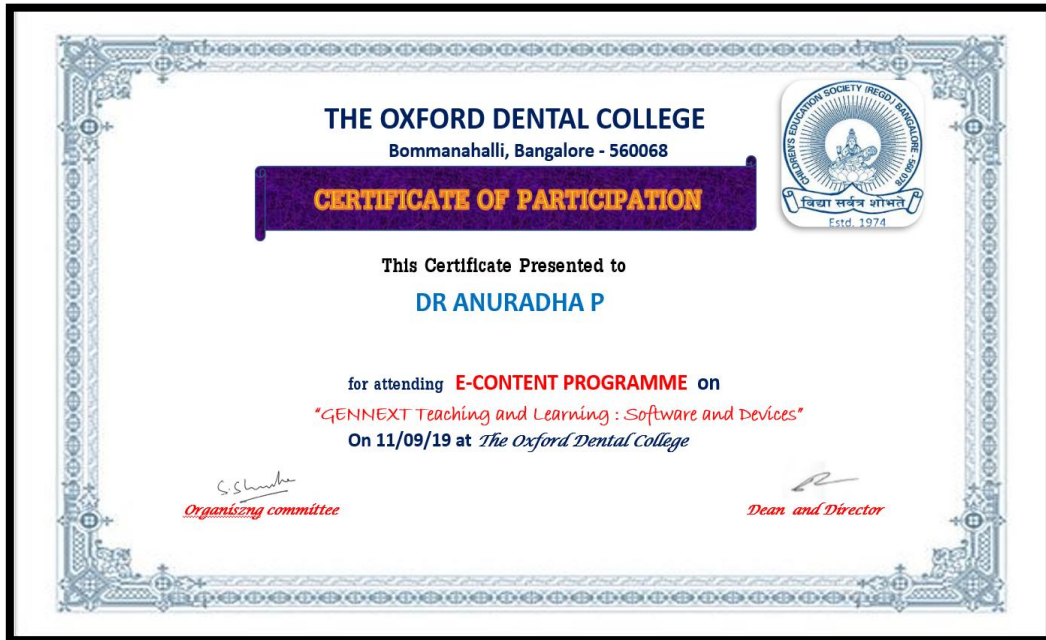 THE OXFORD DENTAL COLLEGE
Bommanahalli, Bangalore - 560068
CHILDREN'S EDUCATION SOCIETY (REGD.) BANGALORE - 560 078
विद्या सर्वत्र शोभते
Estd. 1974
CERTIFICATE OF PARTICIPATION
This Certificate Presented to
DR ANURADHA P
for attending E-CONTENT PROGRAMME on
"GENNEXT Teaching and Learning : Software and Devices"
On 11/09/19 at The Oxford Dental College
Organiszng committee
Dean and Director